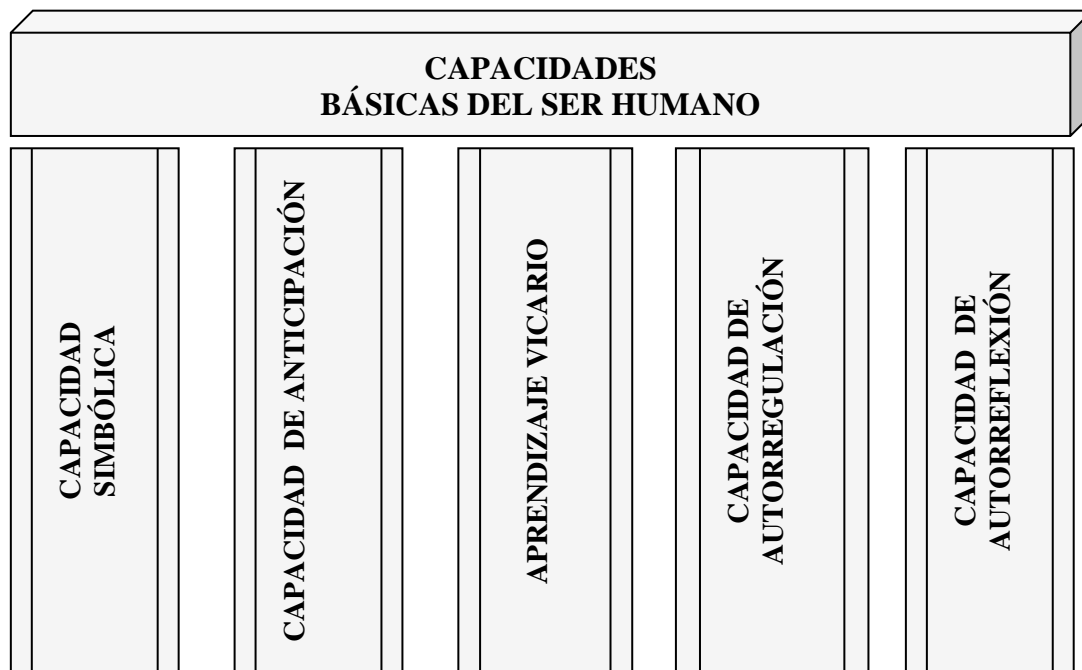 CAPACIDADES
BÁSICAS DEL SER HUMANO
CAPACIDAD
SIMBÓLICA
CAPACIDAD DE ANTICIPACIÓN
APRENDIZAJE VICARIO
CAPACIDAD DE
AUTORREGULACIÓN
CAPACIDAD DE
AUTORREFLEXIÓN